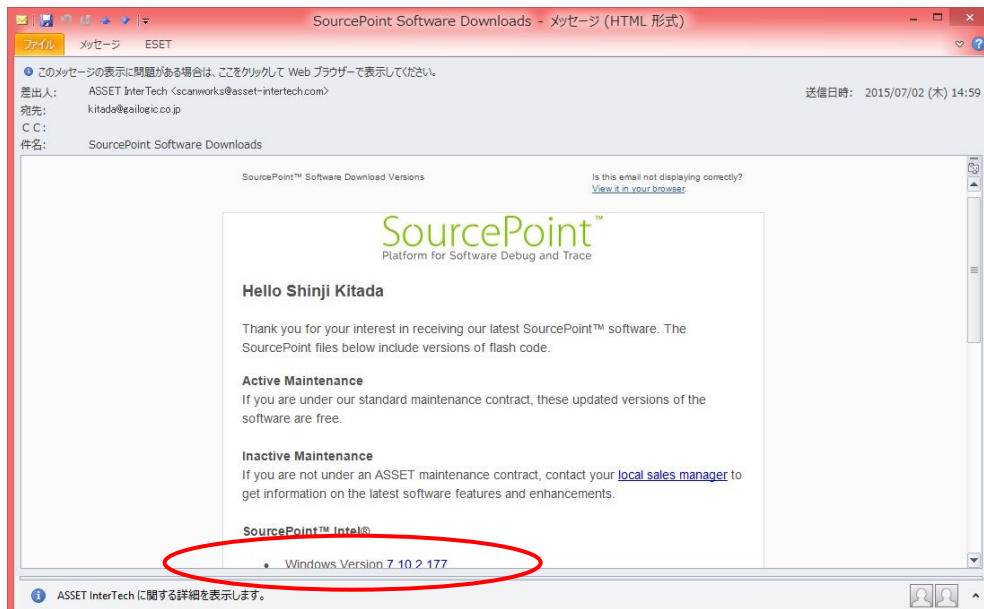 SourcePoint Software Downloads - メッセージ (HTML 形式)
ファイル メッセージ ESET
このメッセージの表示に問題がある場合は、ここをクリックして Web ブラウザーで表示してください。
差出人: ASSET InterTech <scanworks@asset-intertech.com> 送信日時: 2015/07/02 (木) 14:59
宛先: kitada@gailogic.co.jp
CC:
件名: SourcePoint Software Downloads
SourcePoint™ Software Download Versions
Is this email not displaying correctly?
View it in your browser.
SourcePoint™
Platform for Software Debug and Trace
Hello Shinji Kitada
Thank you for your interest in receiving our latest SourcePoint™ software. The
SourcePoint files below include versions of flash code.
Active Maintenance
If you are under our standard maintenance contract, these updated versions of the
software are free.
Inactive Maintenance
If you are not under an ASSET maintenance contract, contact your local sales manager to
get information on the latest software features and enhancements.
SourcePoint™ Intel®
• Windows Version 7.10.2.177
ASSET InterTech に関する詳細を表示します。